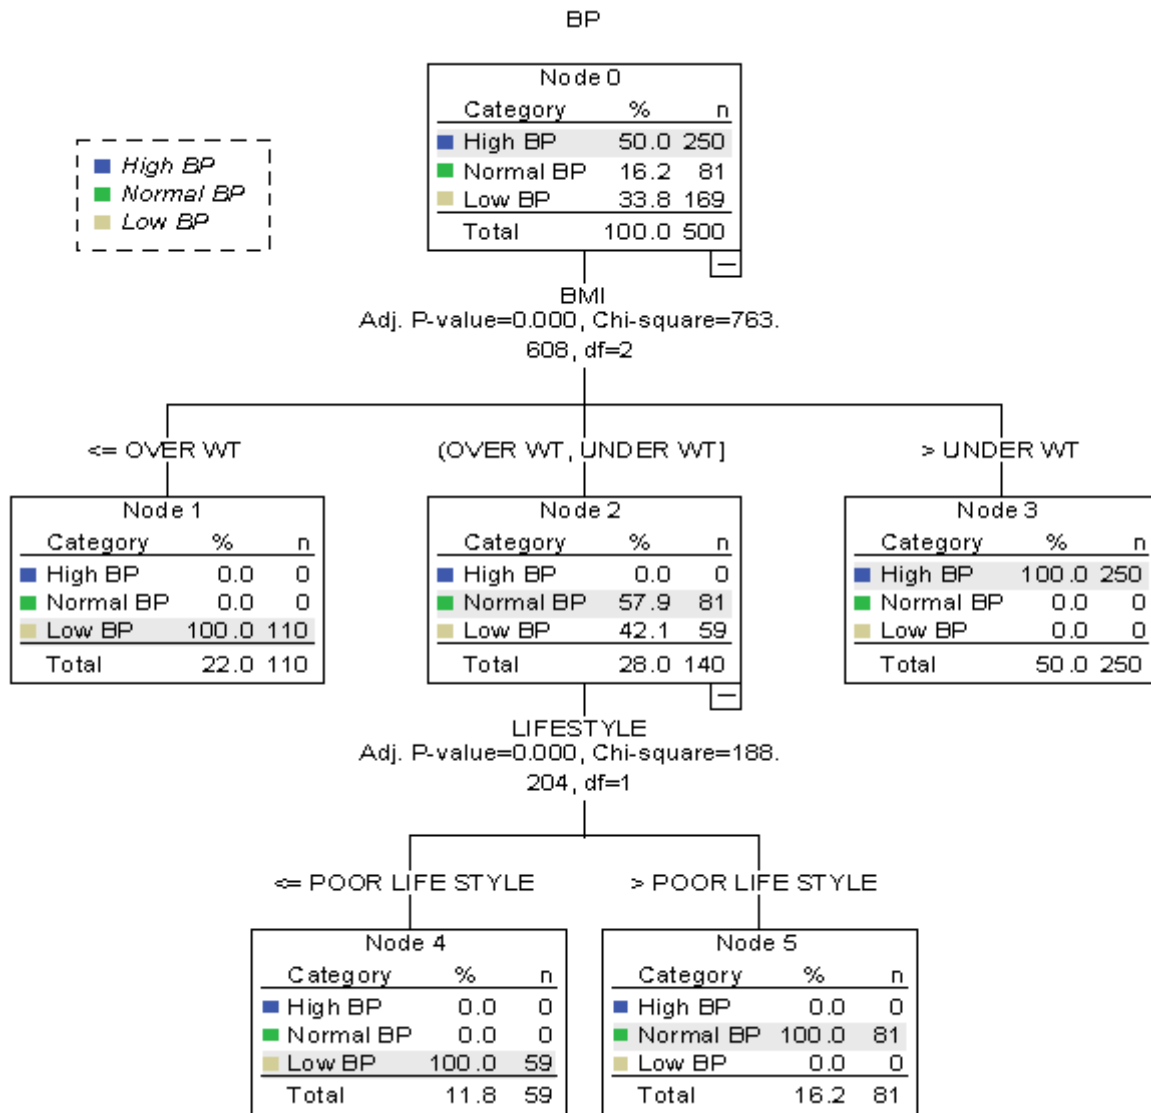 BP
Node 0
Category % n
High BP 50.0 250
Normal BP 16.2 81
Low BP 33.8 169
Total 100.0 500
High BP
Normal BP
Low BP
BMI
Adj. P-value=0.000, Chi-square=763.
608, df=2
<= OVER WT
(OVER WT, UNDER WT]
> UNDER WT
Node 1
Category % n
High BP 0.0 0
Normal BP 0.0 0
Low BP 100.0 110
Total 22.0 110
Node 2
Category % n
High BP 0.0 0
Normal BP 57.9 81
Low BP 42.1 59
Total 28.0 140
Node 3
Category % n
High BP 100.0 250
Normal BP 0.0 0
Low BP 0.0 0
Total 50.0 250
LIFESTYLE
Adj. P-value=0.000, Chi-square=188.
204, df=1
<= POOR LIFE STYLE
> POOR LIFE STYLE
Node 4
Category % n
High BP 0.0 0
Normal BP 0.0 0
Low BP 100.0 59
Total 11.8 59
Node 5
Category % n
High BP 0.0 0
Normal BP 100.0 81
Low BP 0.0 0
Total 16.2 81